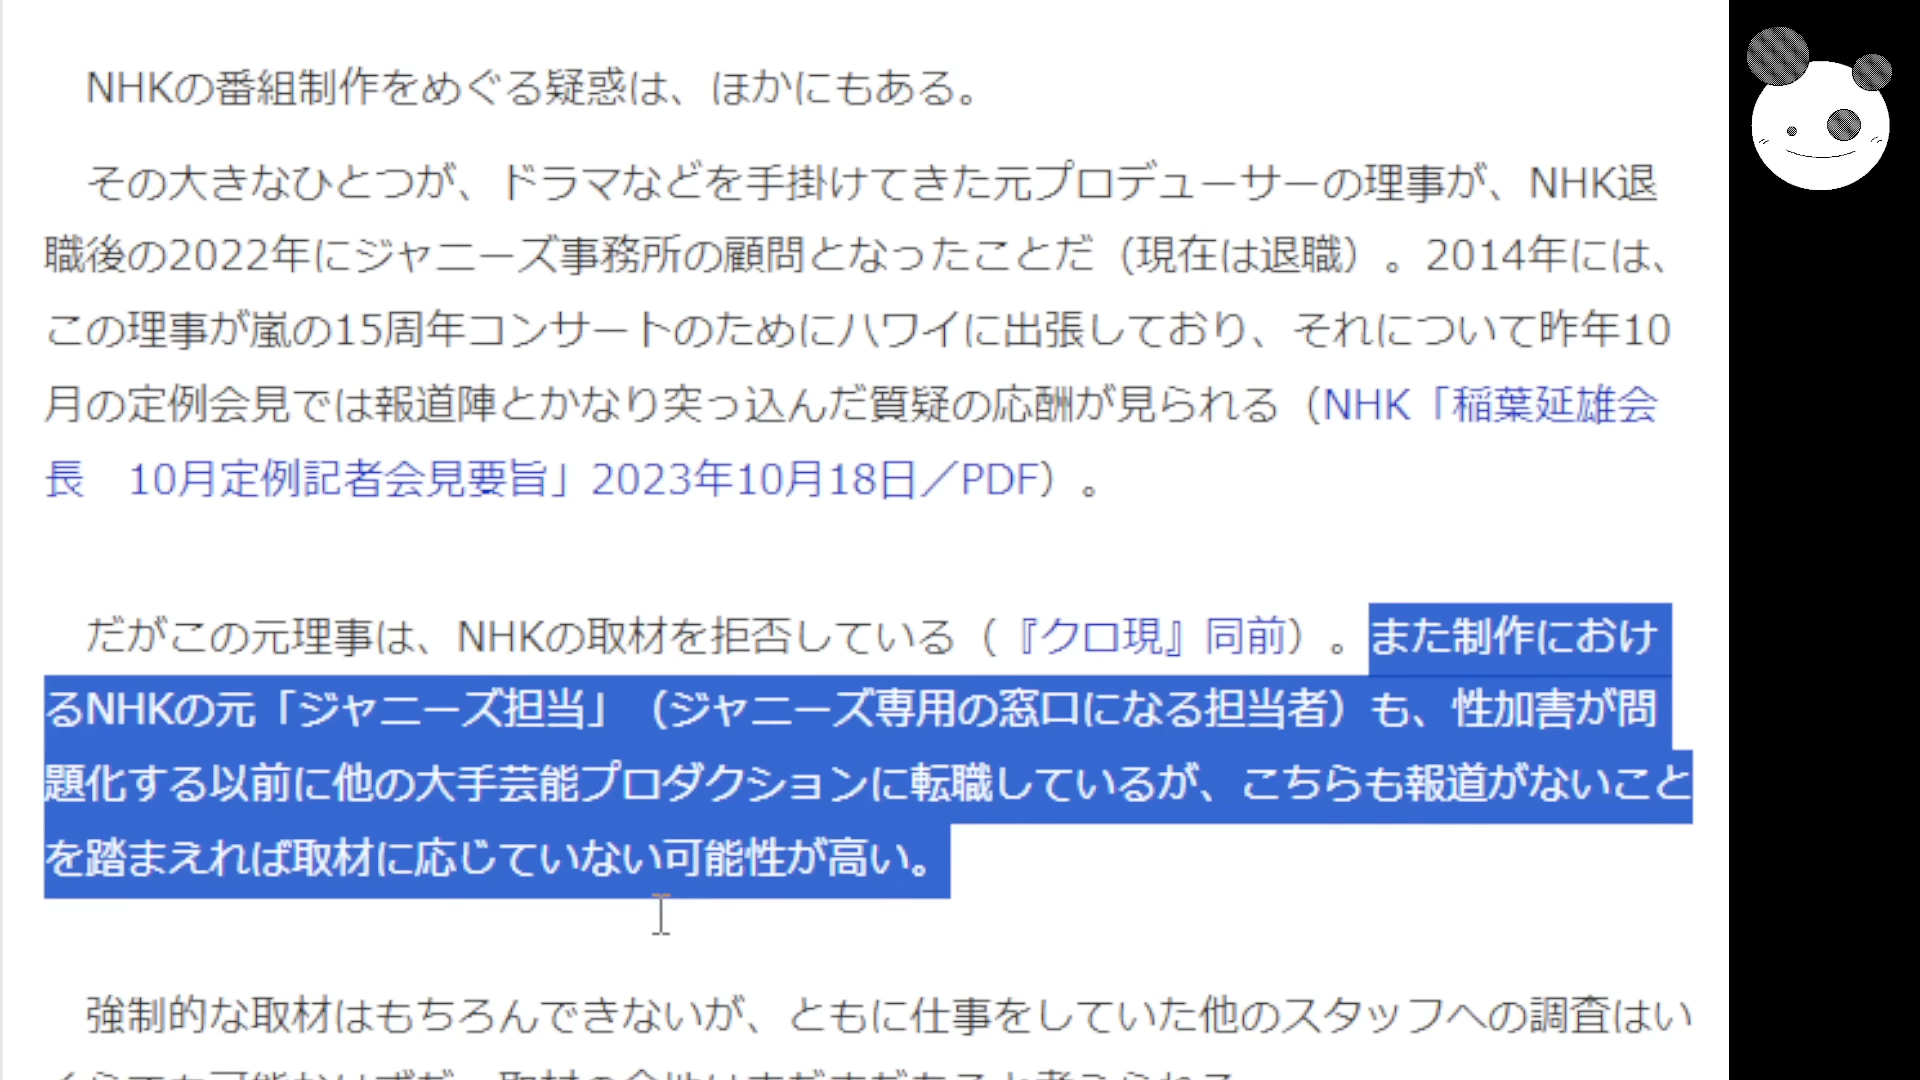 NHKの番組制作をめぐる疑惑は、ほかにもある。
その大きなひとつが、ドラマなどを手掛けてきた元プロデューサーの理事が、NHK退
職後の2022年にジャニーズ事務所の顧問となったことだ（現在は退職）。2014年には、
この理事が嵐の15周年コンサートのためにハワイに出張しており、それについて昨年10
月の定例会見では報道陣とかなり突っ込んだ質疑の応酬が見られる（NHK「稲葉延雄会
長　10月定例記者会見要旨」2023年10月18日／PDF）。
だがこの元理事は、NHKの取材を拒否している（『クロ現』同前）。また制作におけ
るNHKの元「ジャニーズ担当」（ジャニーズ専用の窓口になる担当者）も、性加害が問
題化する以前に他の大手芸能プロダクションに転職しているが、こちらも報道がないこと
を踏まえれば取材に応じていない可能性が高い。
強制的な取材はもちろんできないが、ともに仕事をしていた他のスタッフへの調査はい